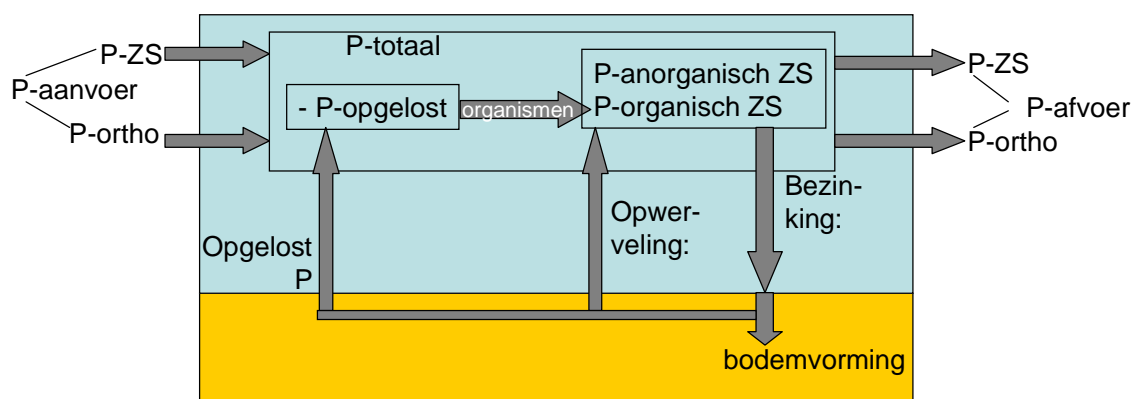 P-ZS
P-aanvoer
P-ortho
P-totaal
- P-opgelost
organismen
P-anorganisch ZS
P-organisch ZS
P-ZS
P-afvoer
P-ortho
Opgelost
P
Opwer-
veling:
Bezin-
king:
bodemvorming